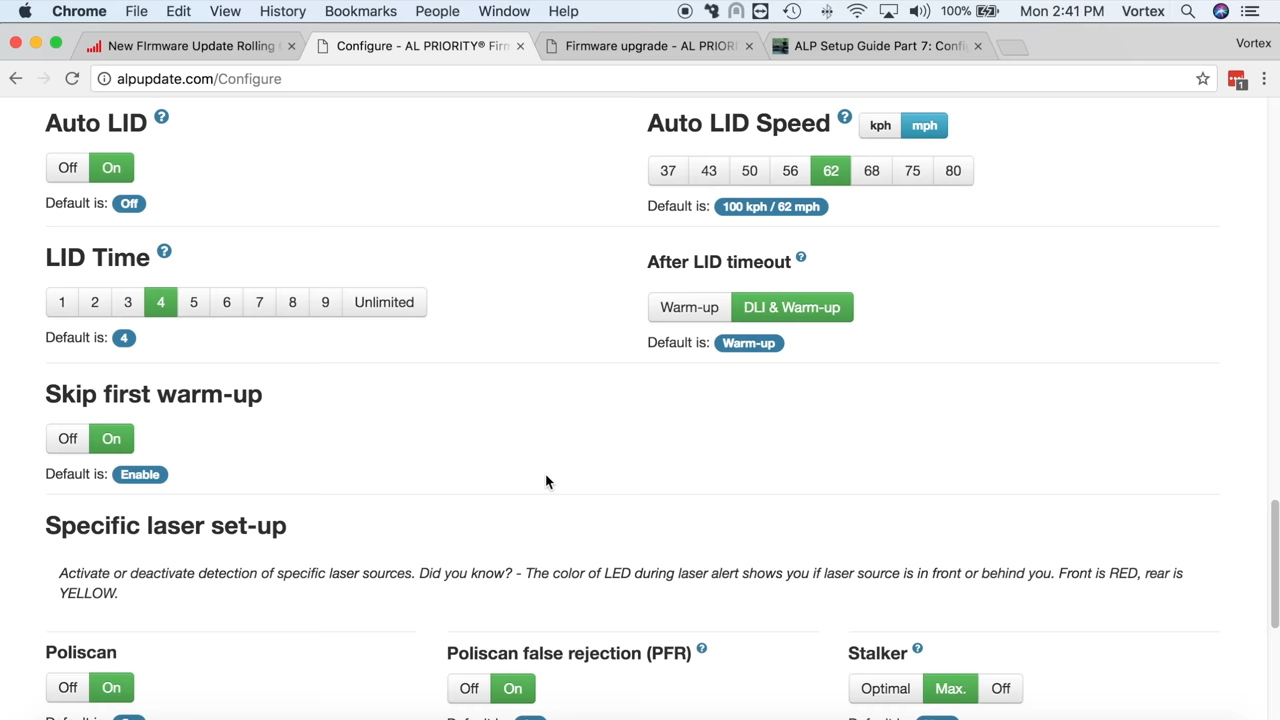 Chrome File Edit View History Bookmarks People Window Help 100% Mon 2:41 PM Vortex
New FIrmware Update Rolling Configure - AL PRIORITY® Firm Firmware upgrade - AL PRIORI ALP Setup Guide Part 7: Config Vortex
alpupdate.com/Configure 1
Auto LID ? Auto LID Speed ? kph mph
Off On 37 43 50 56 62 68 75 80
Default is: Off Default is: 100 kph / 62 mph
LID Time ? After LID timeout ?
1 2 3 4 5 6 7 8 9 Unlimited Warm-up DLI & Warm-up
Default is: 4 Default is: Warm-up
Skip first warm-up
Off On
Default is: Enable
Specific laser set-up
Activate or deactivate detection of specific laser sources. Did you know? - The color of LED during laser alert shows you if laser source is in front or behind you. Front is RED, rear is
YELLOW.
Poliscan Poliscan false rejection (PFR) ? Stalker ?
Off On Off On Optimal Max. Off